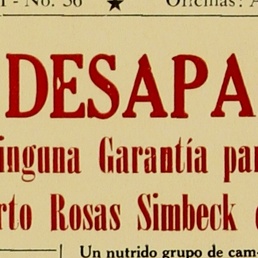 No. 36 ★ Oficinas: A
DESAPA
inguna Garantía par
rto Rosas Simbeck
Un nutrido grupo de cam-